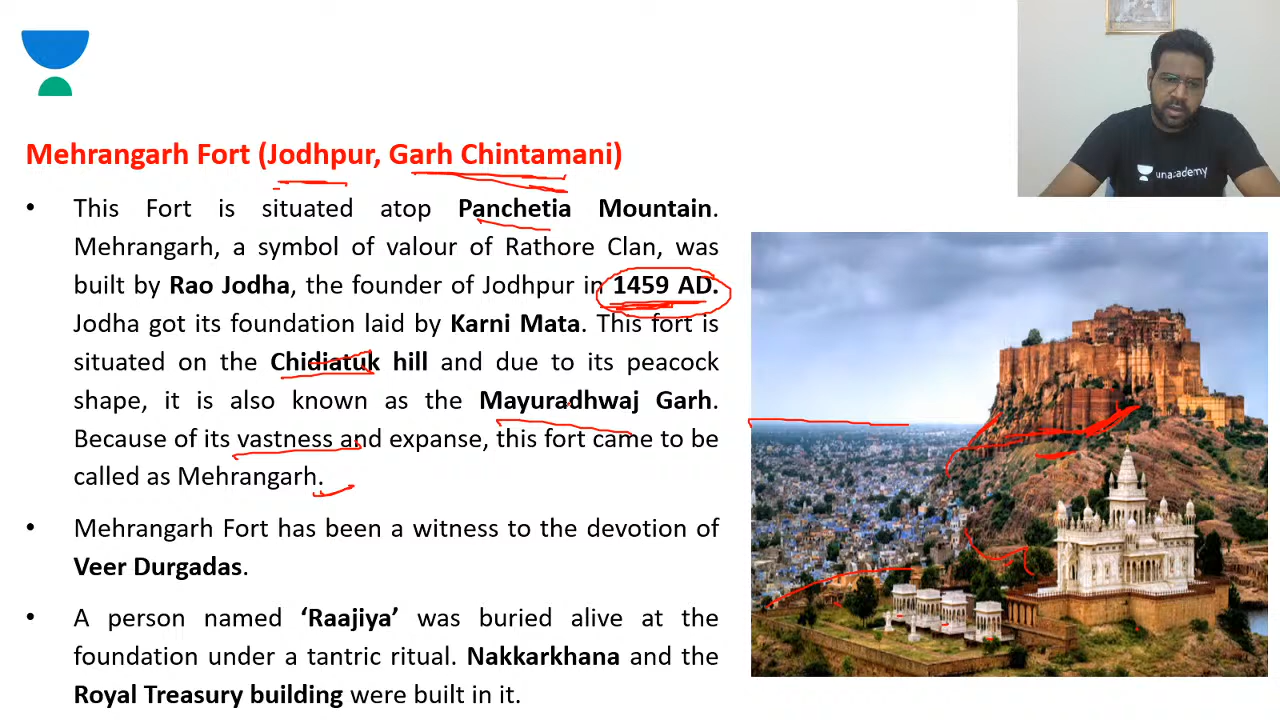 unacademy
Mehrangarh Fort (Jodhpur, Garh Chintamani)
• This Fort is situated atop Panchetia Mountain.
Mehrangarh, a symbol of valour of Rathore Clan, was
built by Rao Jodha, the founder of Jodhpur in 1459 AD.
Jodha got its foundation laid by Karni Mata. This fort is
situated on the Chidiatuk hill and due to its peacock
shape, it is also known as the Mayuradhwaj Garh.
Because of its vastness and expanse, this fort came to be
called as Mehrangarh.
• Mehrangarh Fort has been a witness to the devotion of
Veer Durgadas.
• A person named ‘Raajiya’ was buried alive at the
foundation under a tantric ritual. Nakkarkhana and the
Royal Treasury building were built in it.